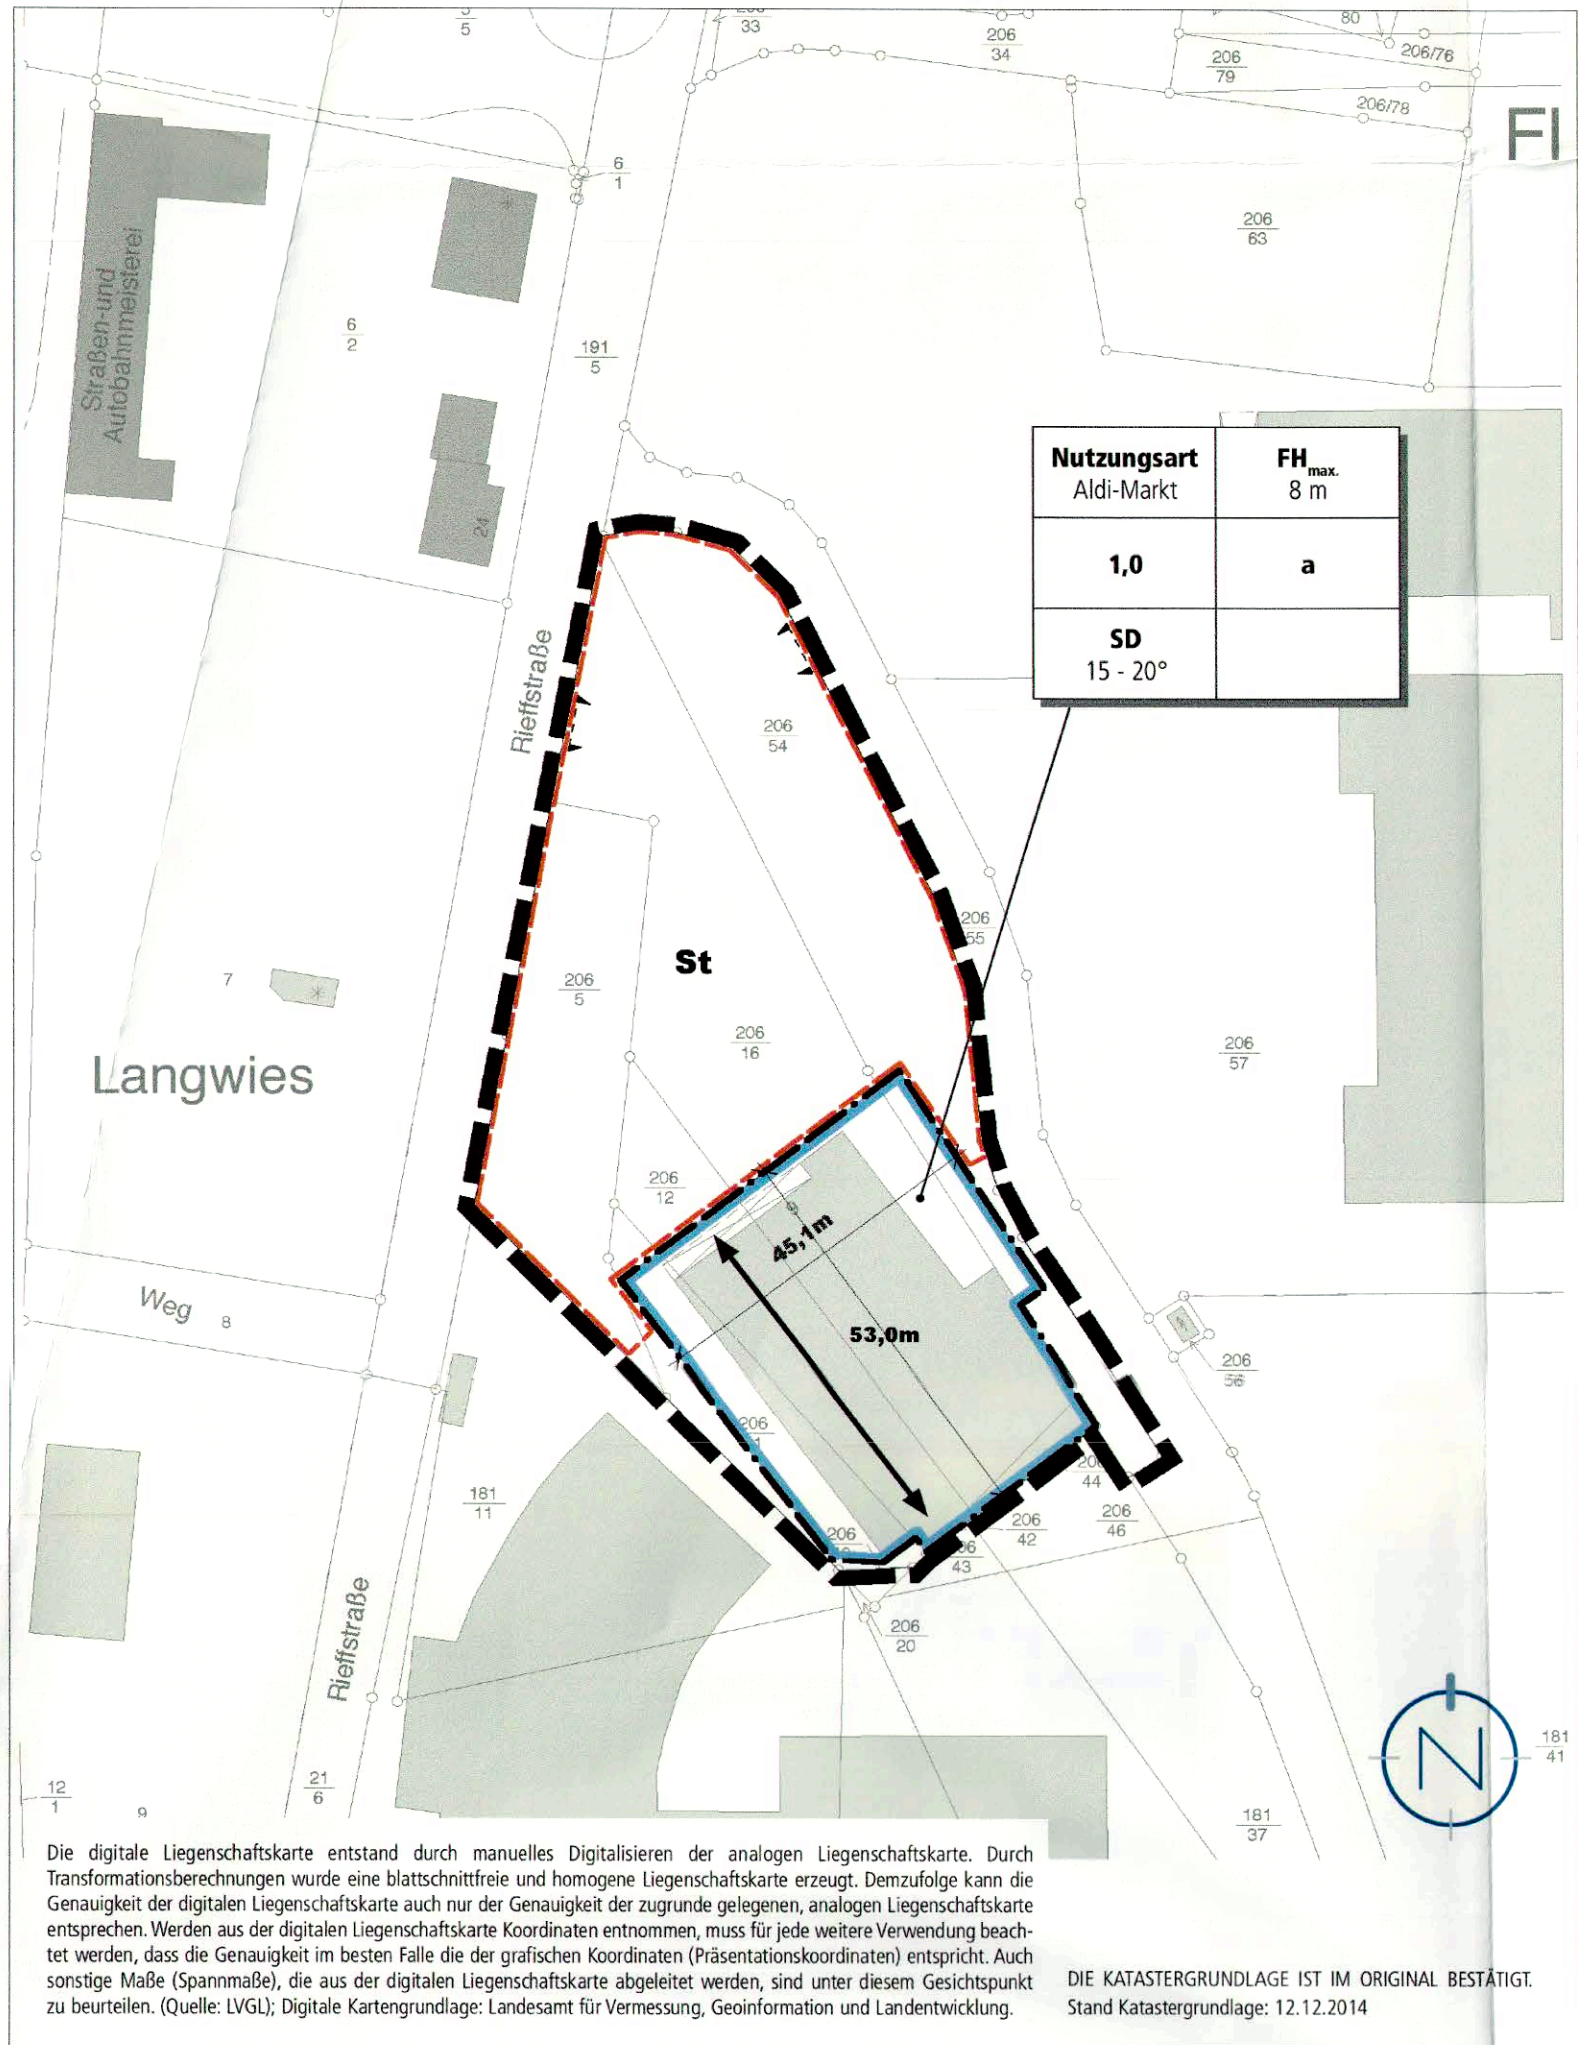 3
5
33
206
34
80
206/76
206
79
206/78
Fl
6
1
206
63
Straßen-und
Autobahnmeisterei
6
2
191
5
Nutzungsart
Aldi-Markt
FH max.
8 m
1,0
a
SD
15 - 20°
24
Rieffstraße
206
54
206
55
St
7
206
5
206
16
206
57
Langwies
206
12
45,1m
53,0m
Weg 8
206
56
206
206
44
181
11
206
46
206
42
206
43
206
20
Rieffstraße
N
181
41
12
1
9
21
6
181
37
Die digitale Liegenschaftskarte entstand durch manuelles Digitalisieren der analogen Liegenschaftskarte. Durch
Transformationsberechnungen wurde eine blattschnittfreie und homogene Liegenschaftskarte erzeugt. Demzufolge kann die
Genauigkeit der digitalen Liegenschaftskarte auch nur der Genauigkeit der zugrunde gelegenen, analogen Liegenschaftskarte
entsprechen. Werden aus der digitalen Liegenschaftskarte Koordinaten entnommen, muss für jede weitere Verwendung beach-
tet werden, dass die Genauigkeit im besten Falle die der grafischen Koordinaten (Präsentationskoordinaten) entspricht. Auch
sonstige Maße (Spannmaße), die aus der digitalen Liegenschaftskarte abgeleitet werden, sind unter diesem Gesichtspunkt
zu beurteilen. (Quelle: LVGL); Digitale Kartengrundlage: Landesamt für Vermessung, Geoinformation und Landentwicklung.
DIE KATASTERGRUNDLAGE IST IM ORIGINAL BESTÄTIGT.
Stand Katastergrundlage: 12.12.2014